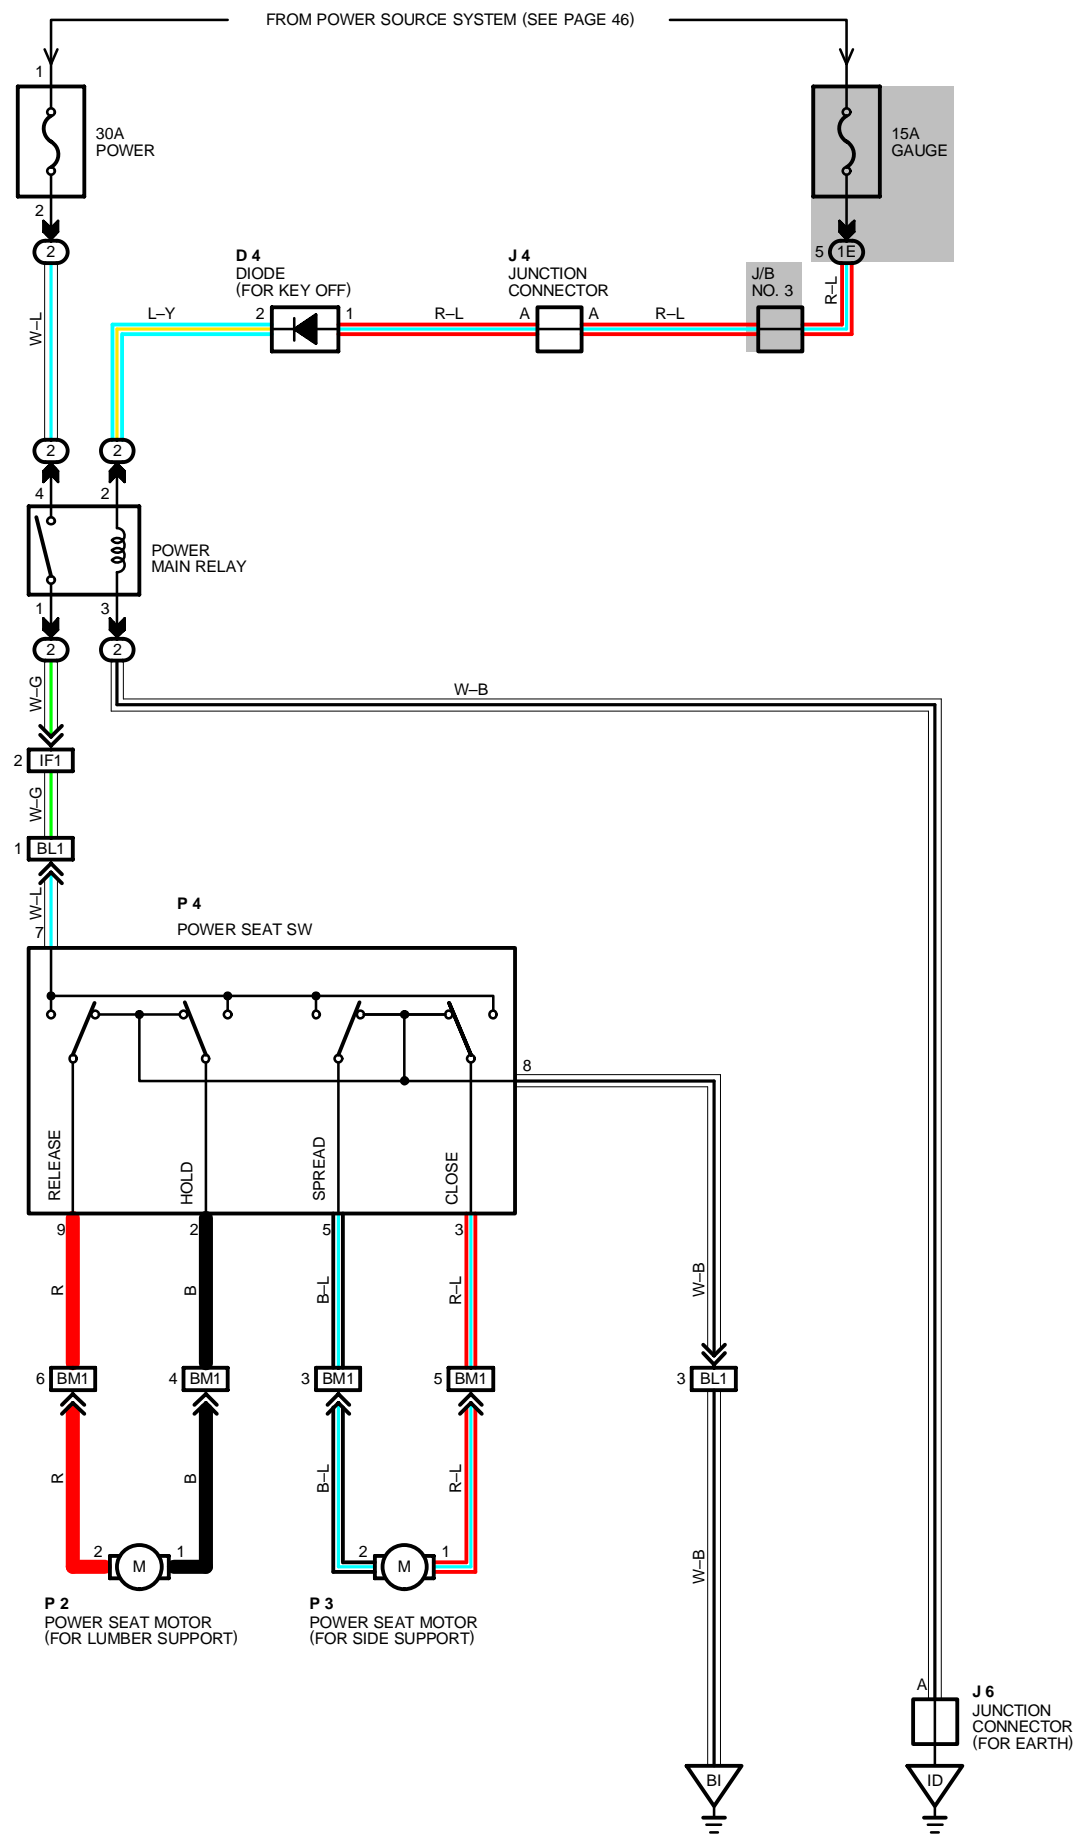 FROM POWER SOURCE SYSTEM (SEE PAGE 46)
1
30A
POWER
15A
GAUGE
2
2
5
1E
D 4
DIODE
(FOR KEY OFF)
J 4
JUNCTION
CONNECTOR
J/B
NO. 3
R–L
W–L
L–Y
2
1
R–L
A
A
R–L
2
2
4
2
POWER
MAIN RELAY
1
3
2
2
W–G
W–B
2
IF1
W–G
1
BL1
W–L
7
P 4
POWER SEAT SW
8
RELEASE
HOLD
SPREAD
CLOSE
9
2
5
3
R
B
B–L
R–L
W–B
6
BM1
4
BM1
3
BM1
5
BM1
3
BL1
R
B
B–L
R–L
W–B
2
M
1
2
M
1
P 2
POWER SEAT MOTOR
(FOR LUMBER SUPPORT)
P 3
POWER SEAT MOTOR
(FOR SIDE SUPPORT)
A
J 6
JUNCTION
CONNECTOR
(FOR EARTH)
BI
ID